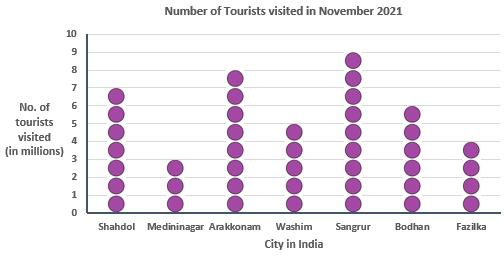 Number of Tourists visited in November 2021
10
9
8
7
6
5
4
3
2
1
0
No. of
tourists
visited
(in millions)
Shahdol Medininagar Arakkonam Washim Sangrur Bodhan Fazilka
City in India